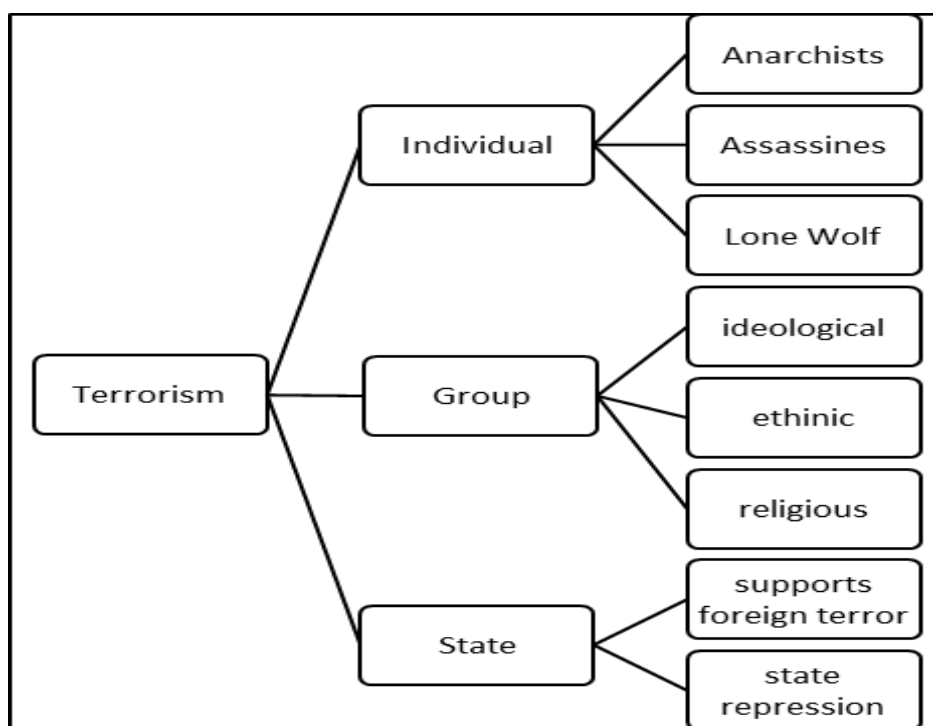 Terrorism
Individual
Anarchists
Assassines
Lone Wolf
Group
ideological
ethinic
religious
State
supports
foreign terror
state
repression